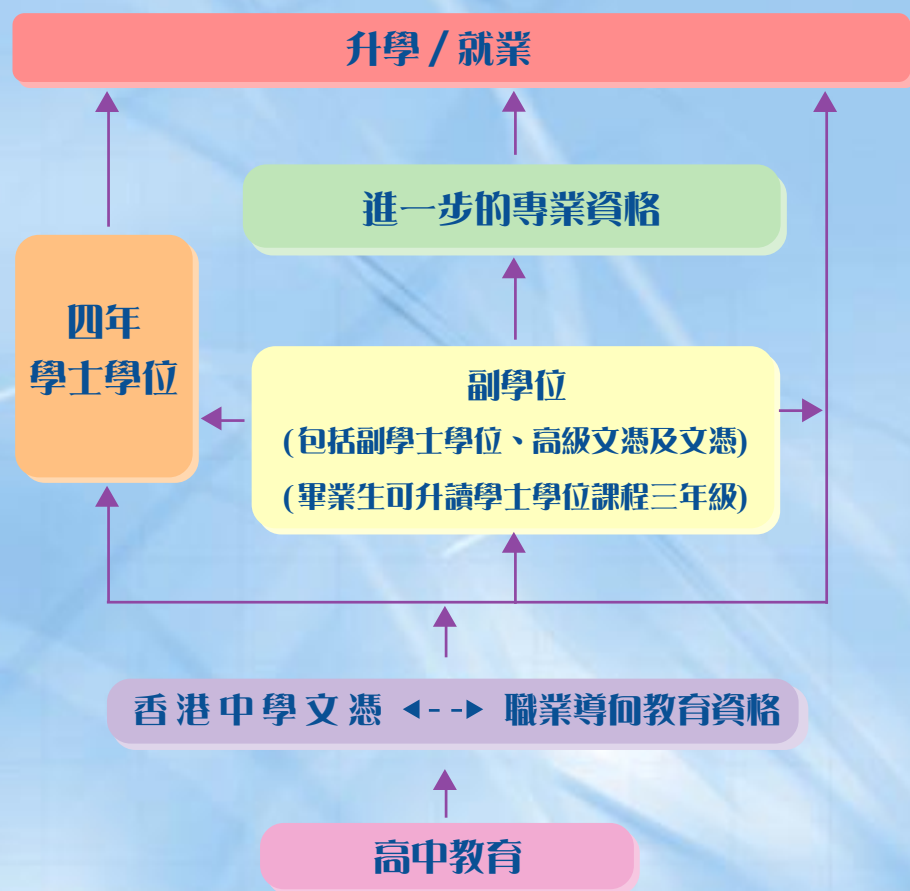 升學／就業
進一步的專業資格
四年
學士學位
副學位
(包括副學士學位、高級文憑及文憑)
(畢業生可升讀學士學位課程三年級)
香港中學文憑 職業導向教育資格
高中教育